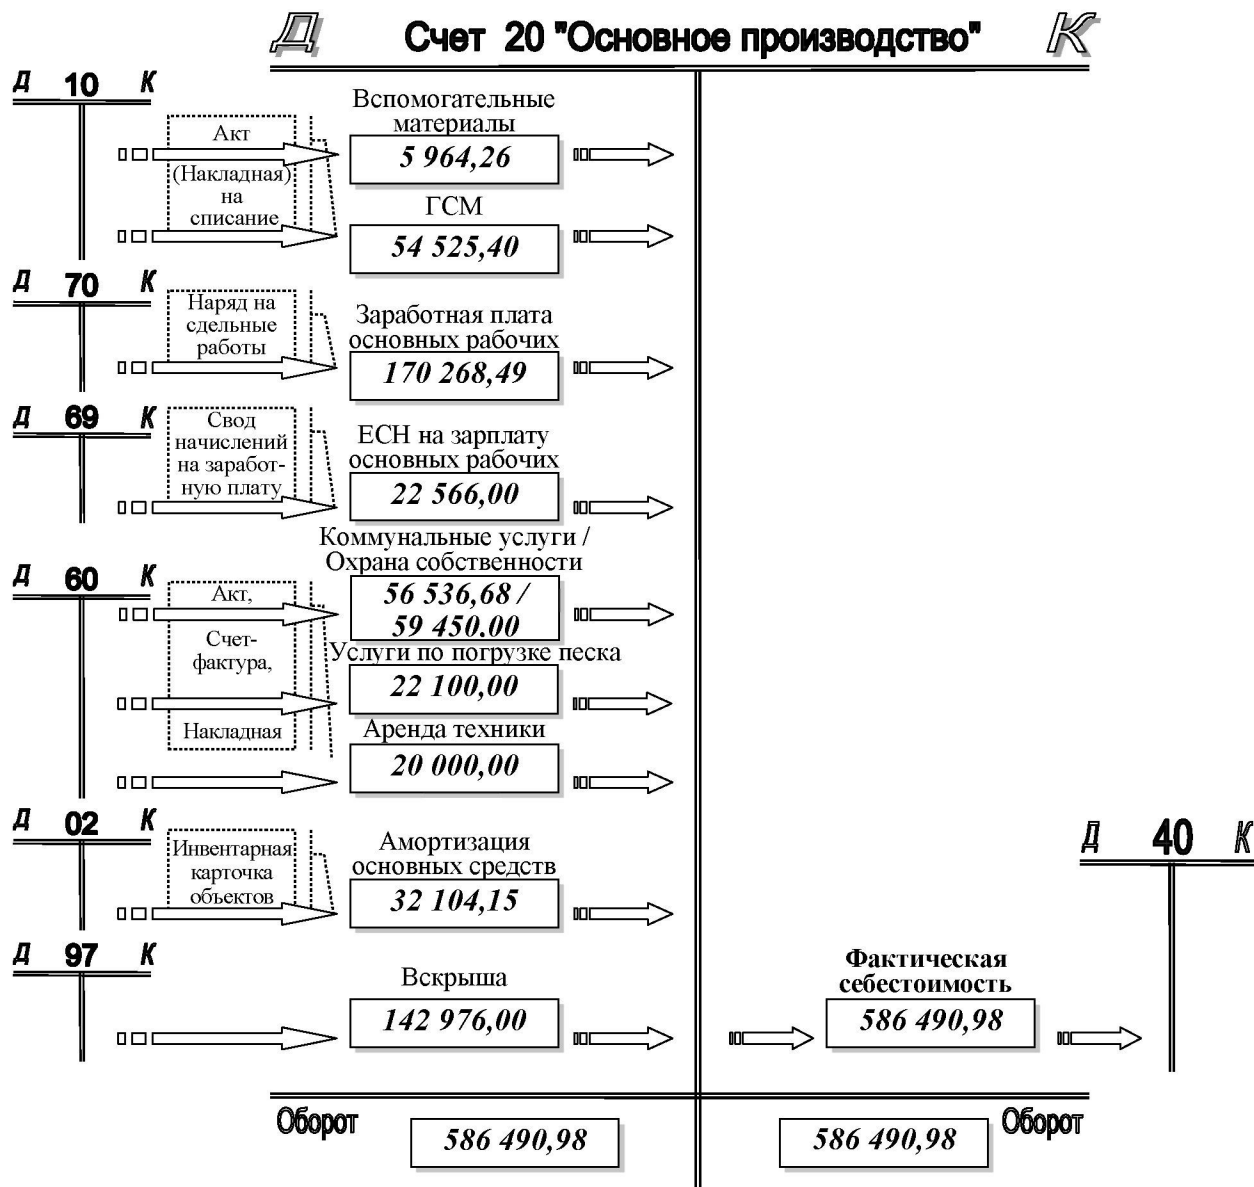 Д Счет 20 "Основное производство" К
Д 10 К
Акт
(Накладная)
на
списание
Вспомогательные
материалы
5 964,26
ГСМ
54 525,40
Д 70 К
Наряд на
сдельные
работы
Заработная плата
основных рабочих
170 268,49
Д 69 К
Свод
начислений
на заработ-
ную плату
ЕСН на зарплату
основных рабочих
22 566,00
Д 60 К
Акт,
Счет-
фактура,
Накладная
Коммунальные услуги /
Охрана собственности
56 536,68 /
59 450.00
Услуги по погрузке песка
22 100,00
Аренда техники
20 000,00
Д 02 К
Инвентарная
карточка
объектов
Амортизация
основных средств
32 104,15
Д 97 К
Вскрыша
142 976,00
Фактическая
себестоимость
586 490,98
Д 40 К
Оборот 586 490,98
586 490,98 Оборот